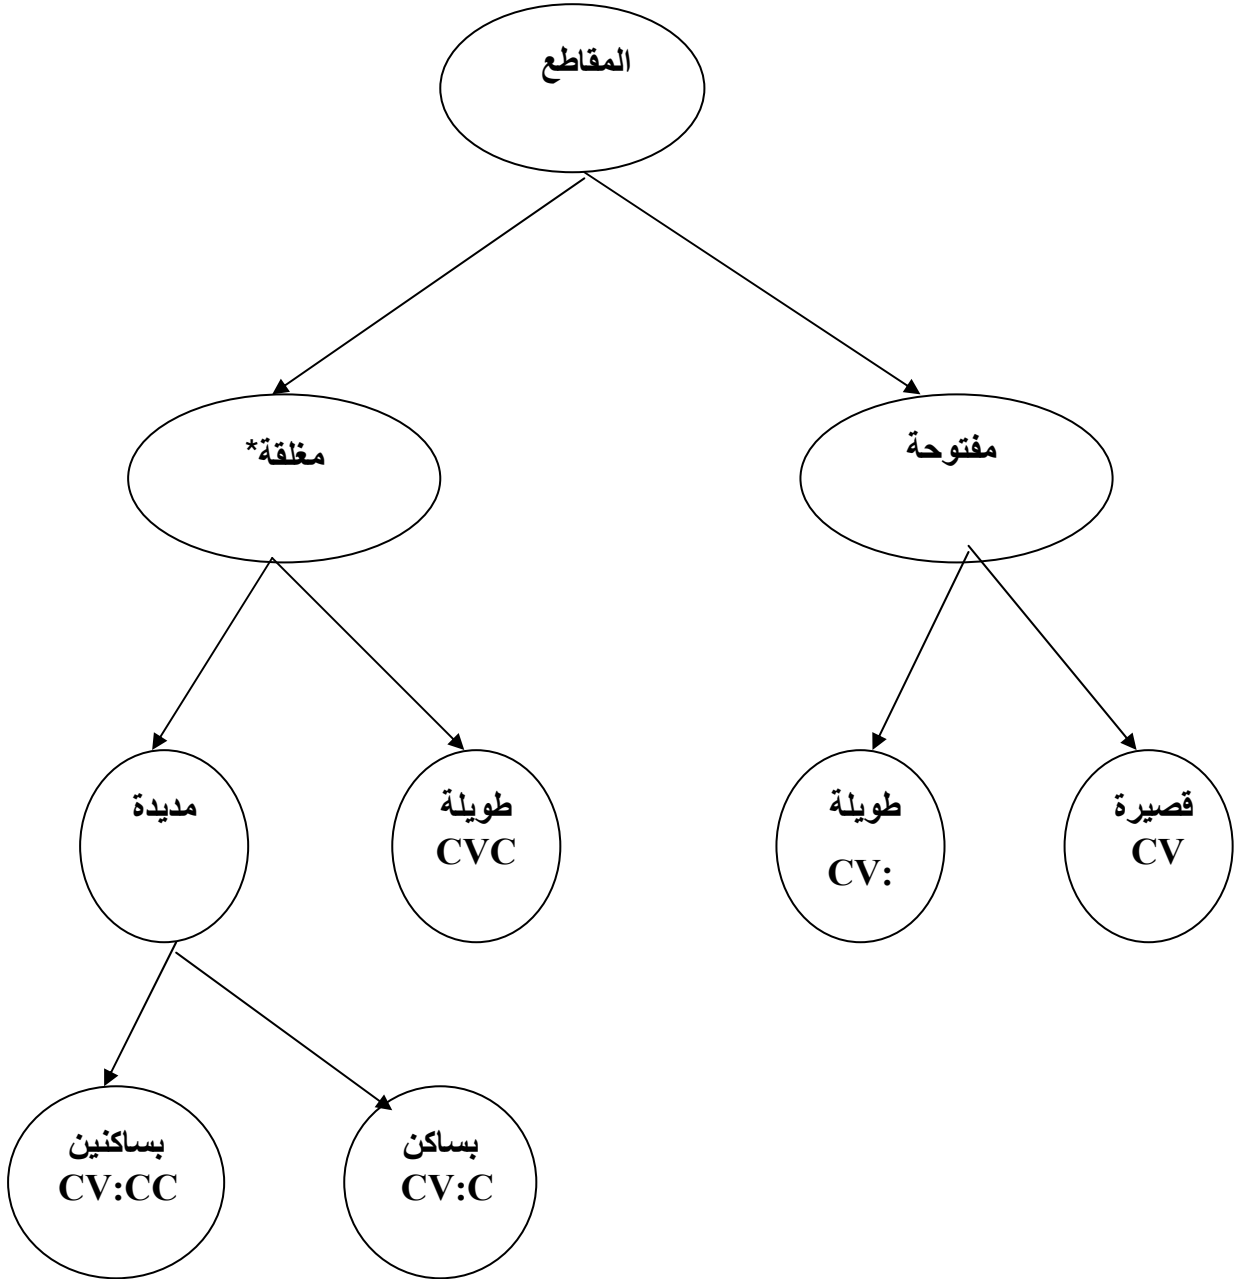 المقاطع
مفتوحة
مغلقة*
قصيرة
CV
طويلة
CV:
طويلة
CVC
مديدة
بساكن
CV:C
بساكنين
CV:CC